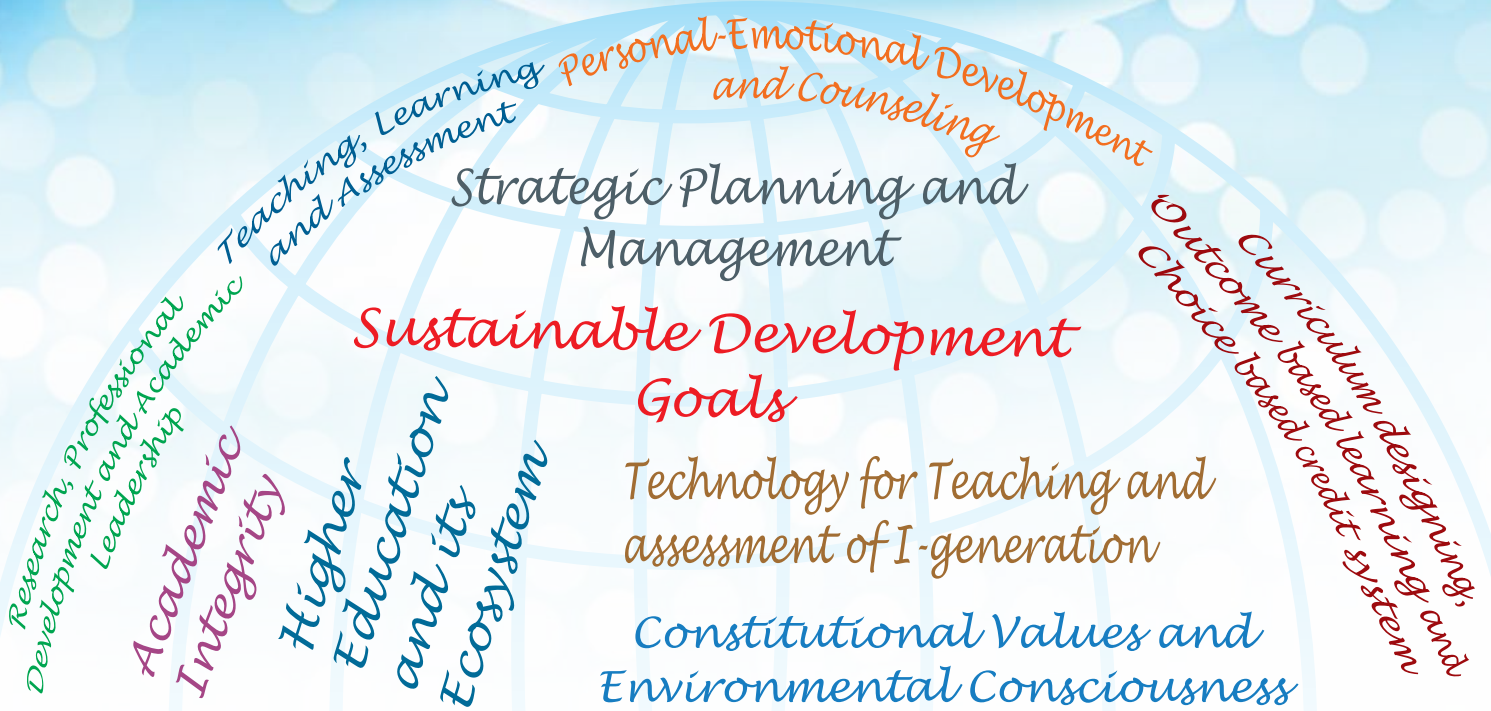 Personal-Emotional Development
and Counseling
Teaching, Learning
and Assessment
Strategic Planning and
Management
Sustainable Development
Goals
Research, Professional
Development and Academic
Leadership
Academic
Integrity
Higher
Education
and its
Ecosystem
Technology for Teaching and
assessment of I-generation
Constitutional Values and
Environmental Consciousness
Curriculum designing,
Outcome based learning and
Choice based credit system